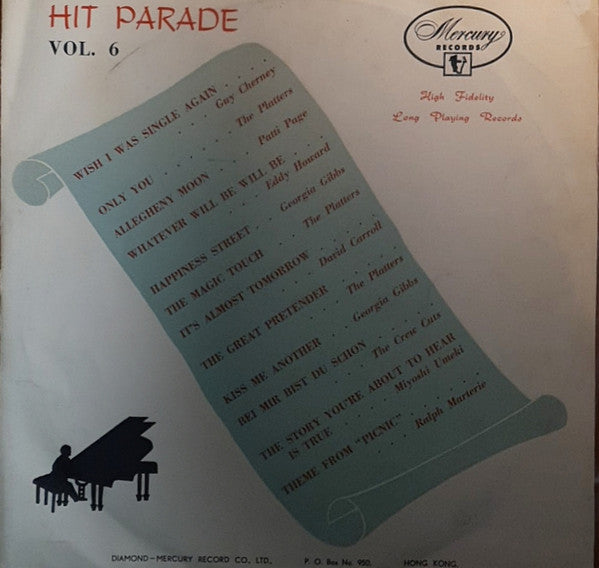 HIT PARADE
VOL. 6
Mercury
RECORDS
High Fidelity
Long Playing Records
WISH I WAS SINGLE AGAIN . . . . .
. . . Guy Cherney
ONLY YOU . . . . . . The Platters
ALLEGHENY MOON . . . Patti Page
WHATEVER WILL BE WILL BE
. . . . . Eddy Howard
HAPPINESS STREET . . Georgia Gibbs
THE MAGIC TOUCH . . The Platters
IT'S ALMOST TOMORROW . . . .
. . . . David Carroll
THE GREAT PRETENDER . . . . .
. . . . The Platters
KISS ME ANOTHER . . Georgia Gibbs
BEI MIR BIST DU SCHON . . . .
. . . . The Crew Cuts
THE STORY YOU'RE ABOUT TO HEAR
IS TRUE . . . . Miyoshi Umeki
THEME FROM "PICNIC" . . . . .
. . . Ralph Marterie
DIAMOND—MERCURY RECORD CO., LTD., P. O. Box No. 950, HONG KONG.